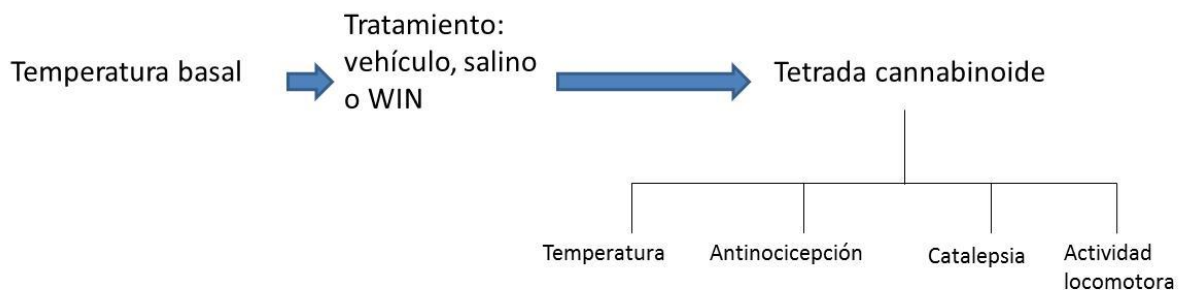 Temperatura basal
Tratamiento:
vehículo, salino
o WIN
Tetrada cannabinoide
Temperatura
Antinocicepción
Catalepsia
Actividad
locomotora